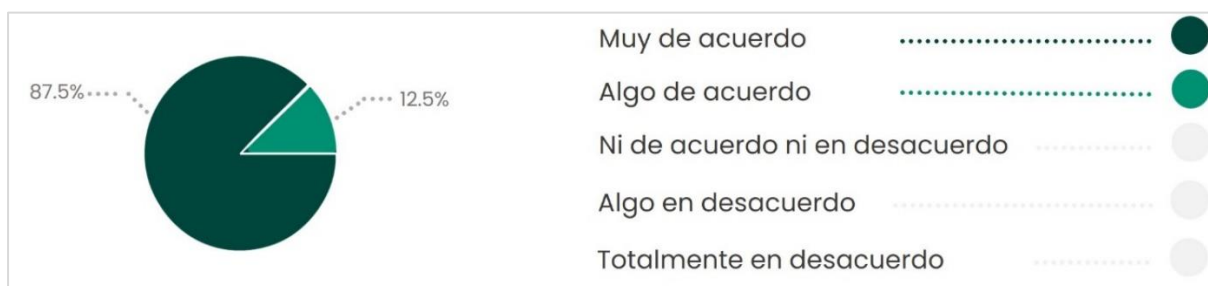 87.5%
12.5%
Muy de acuerdo
Algo de acuerdo
Ni de acuerdo ni en desacuerdo
Algo en desacuerdo
Totalmente en desacuerdo